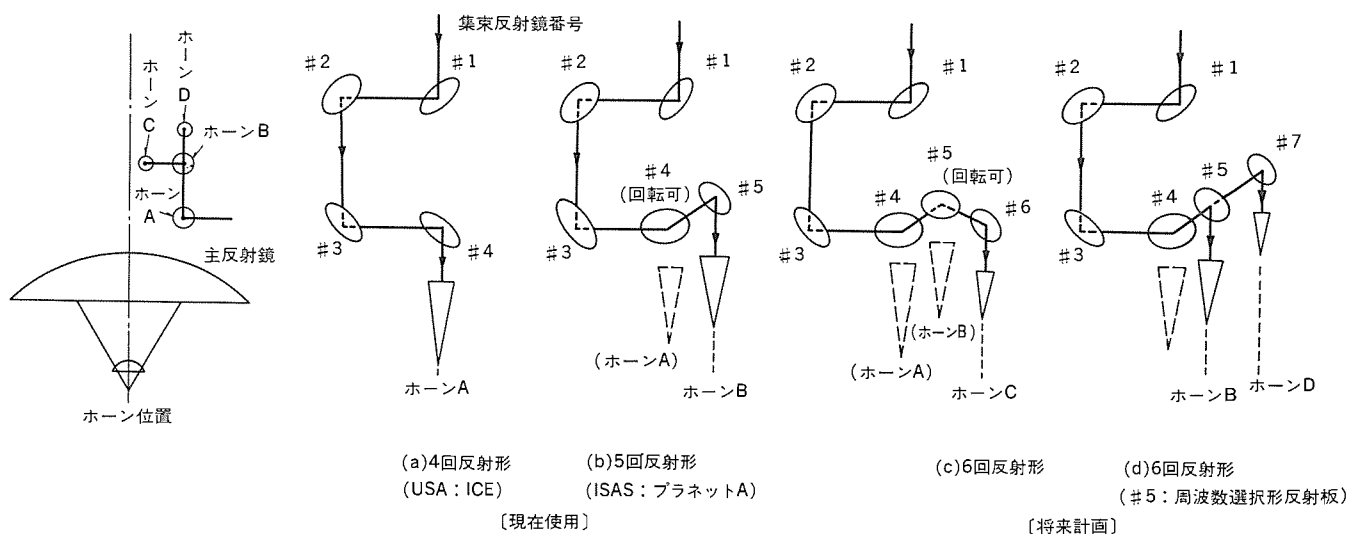 ホーンD
ホーンC
ホーンB
ホーン
A
主反射鏡
ホーン位置
集束反射鏡番号
#2
#1
#3
#4
ホーンA
(a)4回反射形
(USA：ICE)
#2
#1
#4
(回転可)
#5
#3
(ホーンA)
ホーンB
(b)5回反射形
(ISAS：プラネットA)
〔現在使用〕
#2
#1
#5
(回転可)
#4
#6
#3
(ホーンB)
(ホーンA)
ホーンC
(c)6回反射形
#2
#1
#7
#5
#4
#3
ホーンB
ホーンD
(d)6回反射形
(#5：周波数選択形反射板)
〔将来計画〕